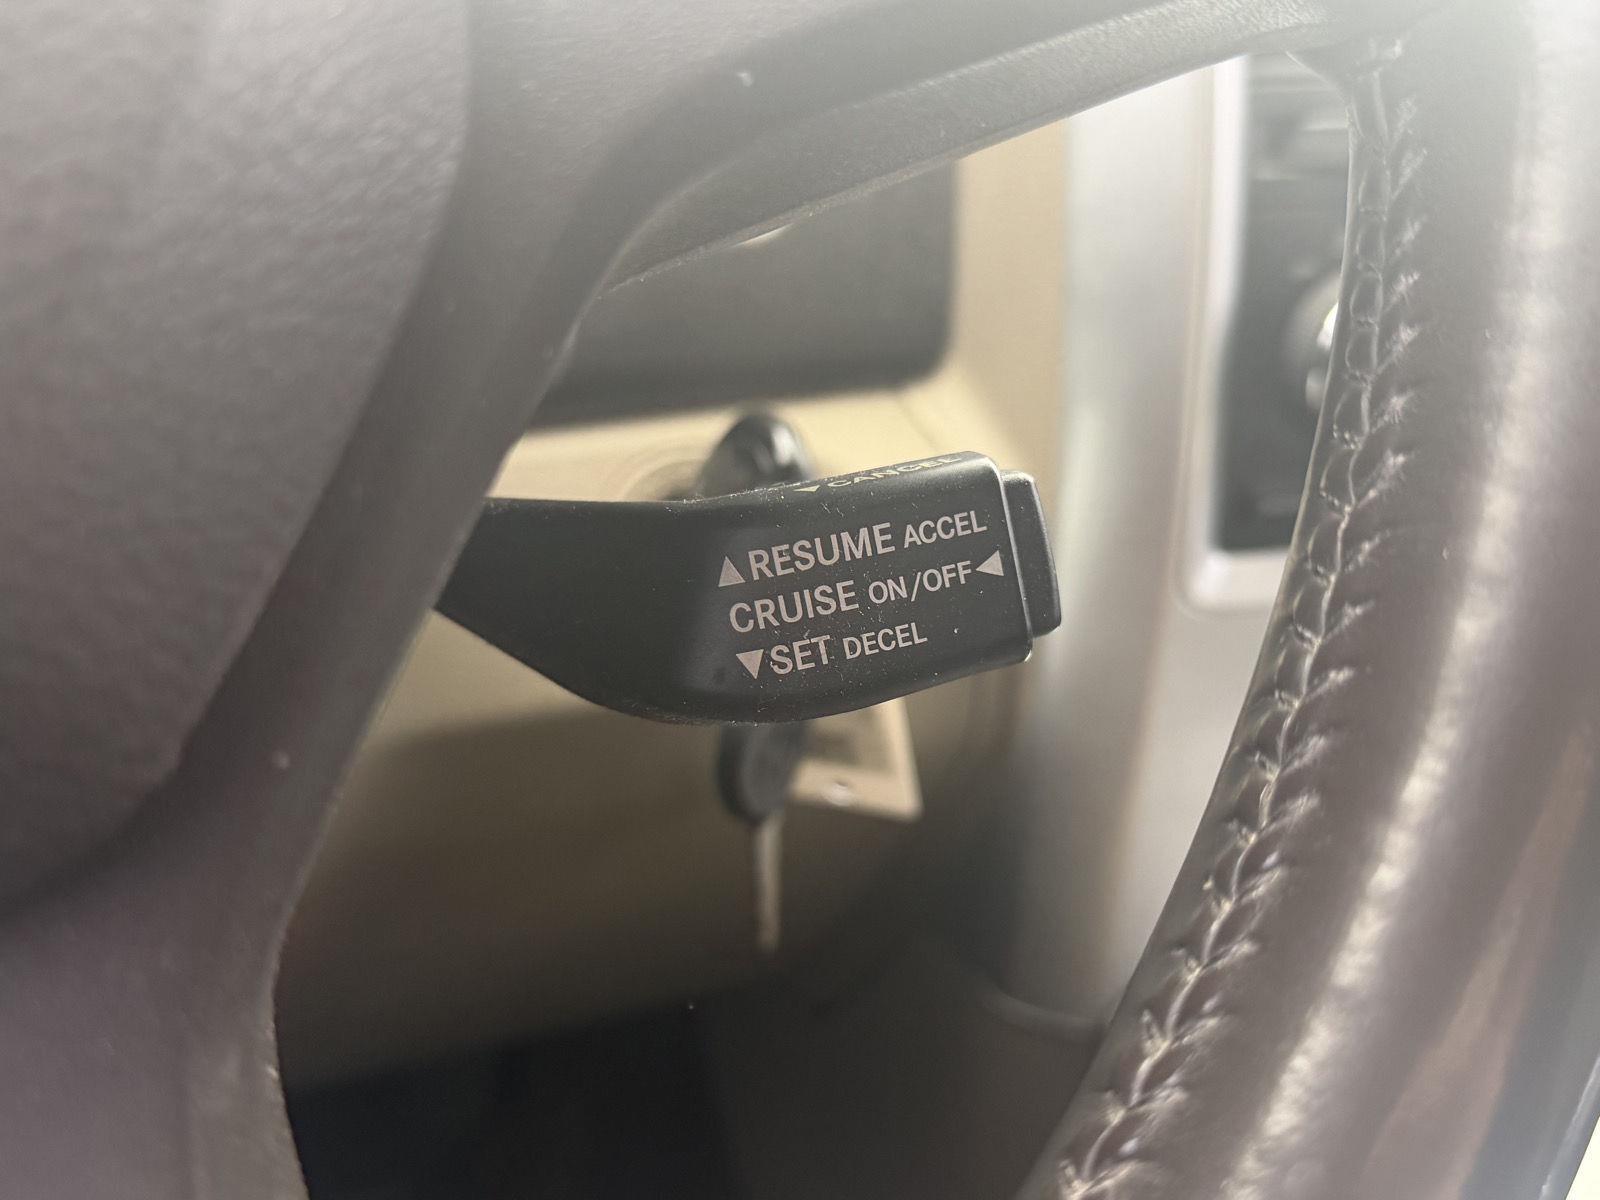 ▼CANCEL
▲RESUME ACCEL
CRUISE ON/OFF◀
▼SET DECEL